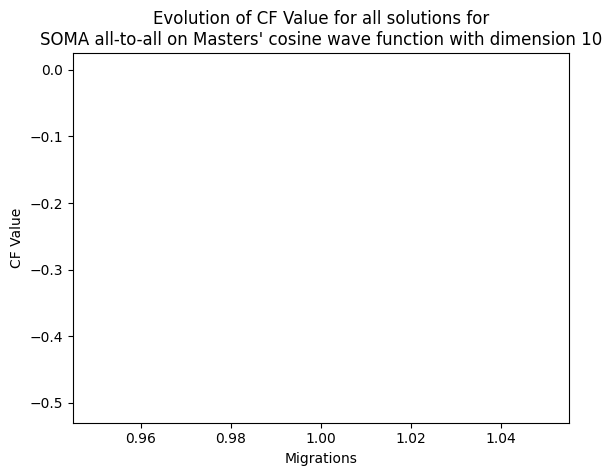 Evolution of CF Value for all solutions for
SOMA all-to-all on Masters' cosine wave function with dimension 10
0.0
−0.1
−0.2
−0.3
−0.4
−0.5
CF Value
0.96 0.98 1.00 1.02 1.04
Migrations